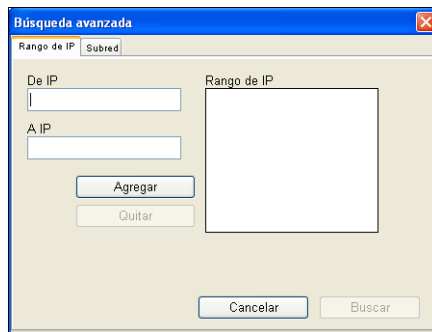 Búsqueda avanzada
Rango de IP
Subred
De IP
Rango de IP
A IP
Agregar
Quitar
Cancelar
Buscar